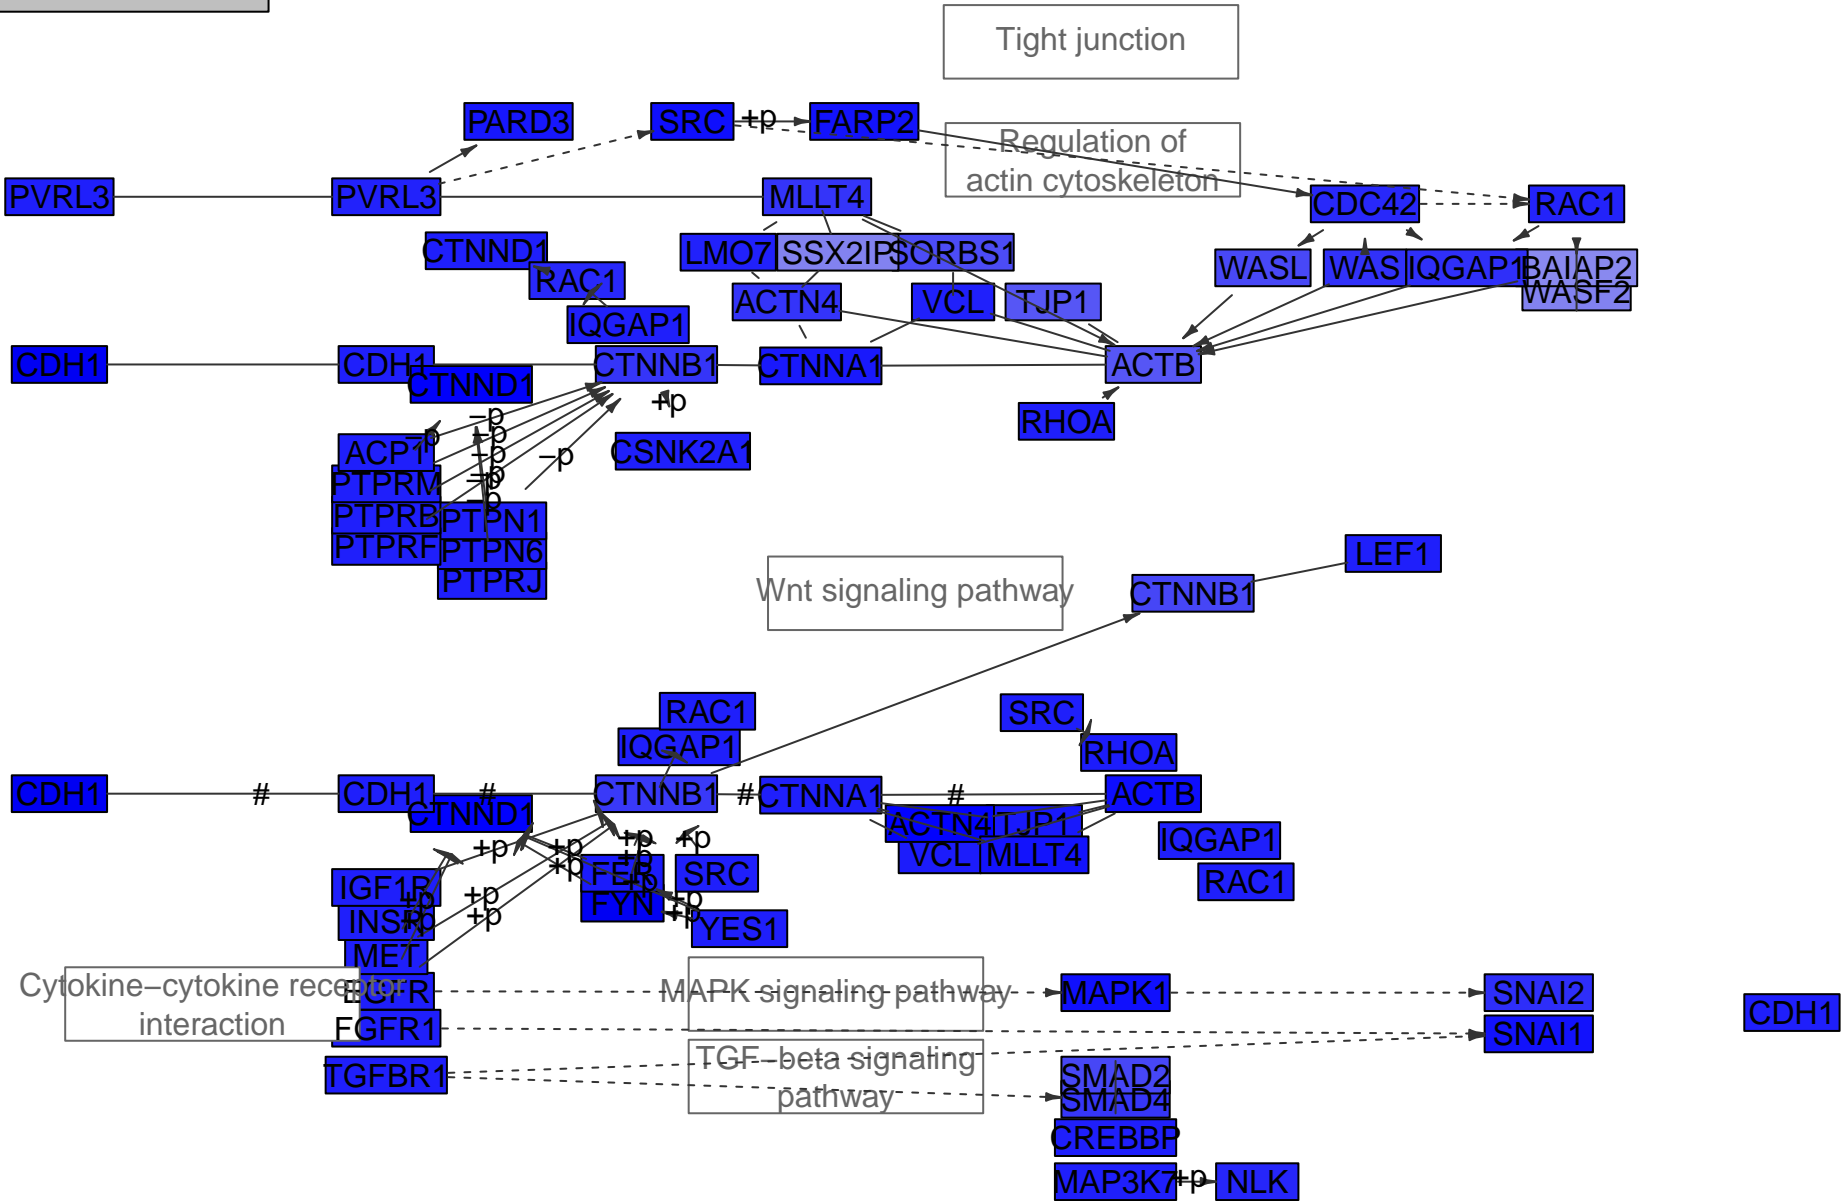 Tight junction
PARD3
SRC
+p
FARP2
Regulation of
actin cytoskeleton
PVRL3
PVRL3
MLLT4
CDC42
RAC1
CTNND1
LMO7
SSX2IP
SORBS1
WASL
WAS
IQGAP1
BAIAP2
RAC1
ACTN4
VCL
TJP1
WASF2
IQGAP1
CDH1
CDH1
CTNNB1
CTNNA1
ACTB
CTNND1
+p
RHOA
−p
−p
−p
ACP1
−p
−p
CSNK2A1
−p
PTPRM
−p
−p
PTPRB
PTPN1
PTPRF
PTPN6
LEF1
PTPRJ
Wnt signaling pathway
CTNNB1
RAC1
SRC
IQGAP1
RHOA
CDH1
#
CDH1
#
CTNNB1
#
CTNNA1
#
ACTB
CTNND1
ACTN4
TJP1
+p
+p
+p
+p
IQGAP1
+p
+p
VCL
MLLT4
FER
SRC
+p
RAC1
IGF1R
+p
+p
FYN
+p
INSR
+p
+p
+p
YES1
MET
Cytokine−cytokine receptor
interaction
EGFR
MAPK signaling pathway
MAPK1
SNAI2
CDH1
FGFR1
SNAI1
TGF−beta signaling
pathway
TGFBR1
SMAD2
SMAD4
CREBBP
MAP3K7
+p
NLK